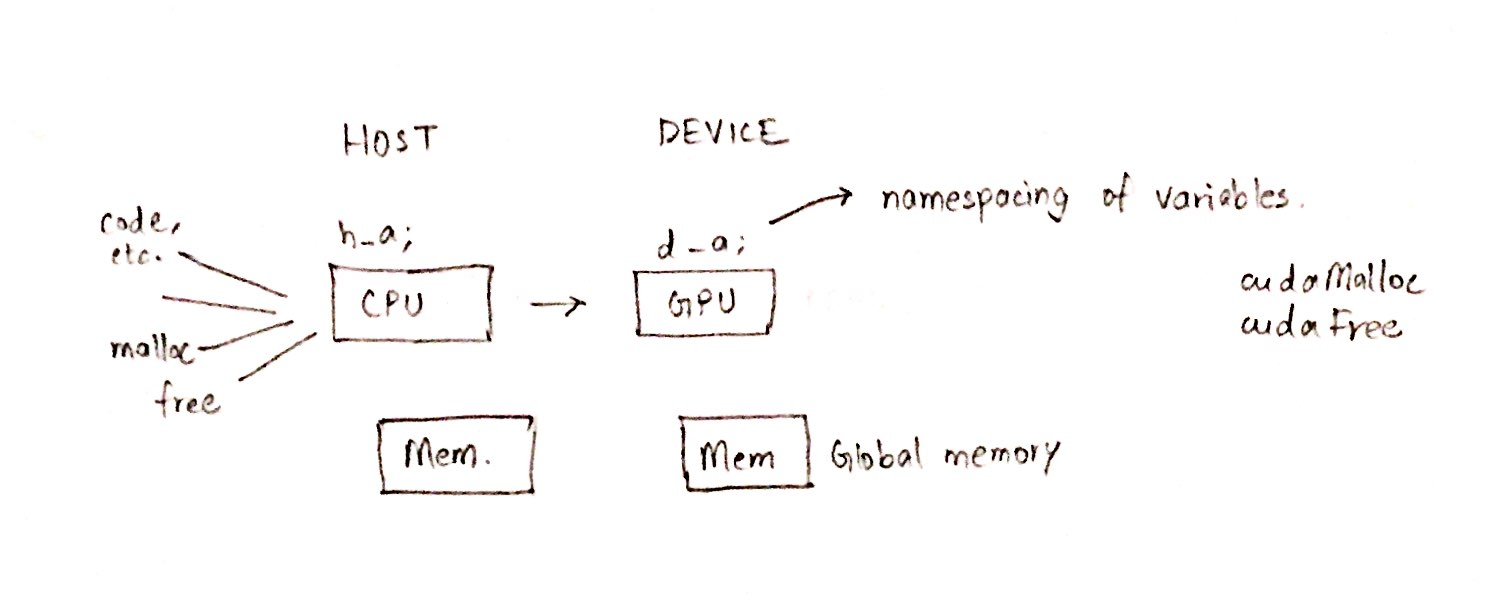 HOST
DEVICE
namespacing of variables.
code,
etc.
h_a;
d_a;
CPU
GPU
cudaMalloc
cudaFree
malloc
free
Mem.
Mem
Global memory